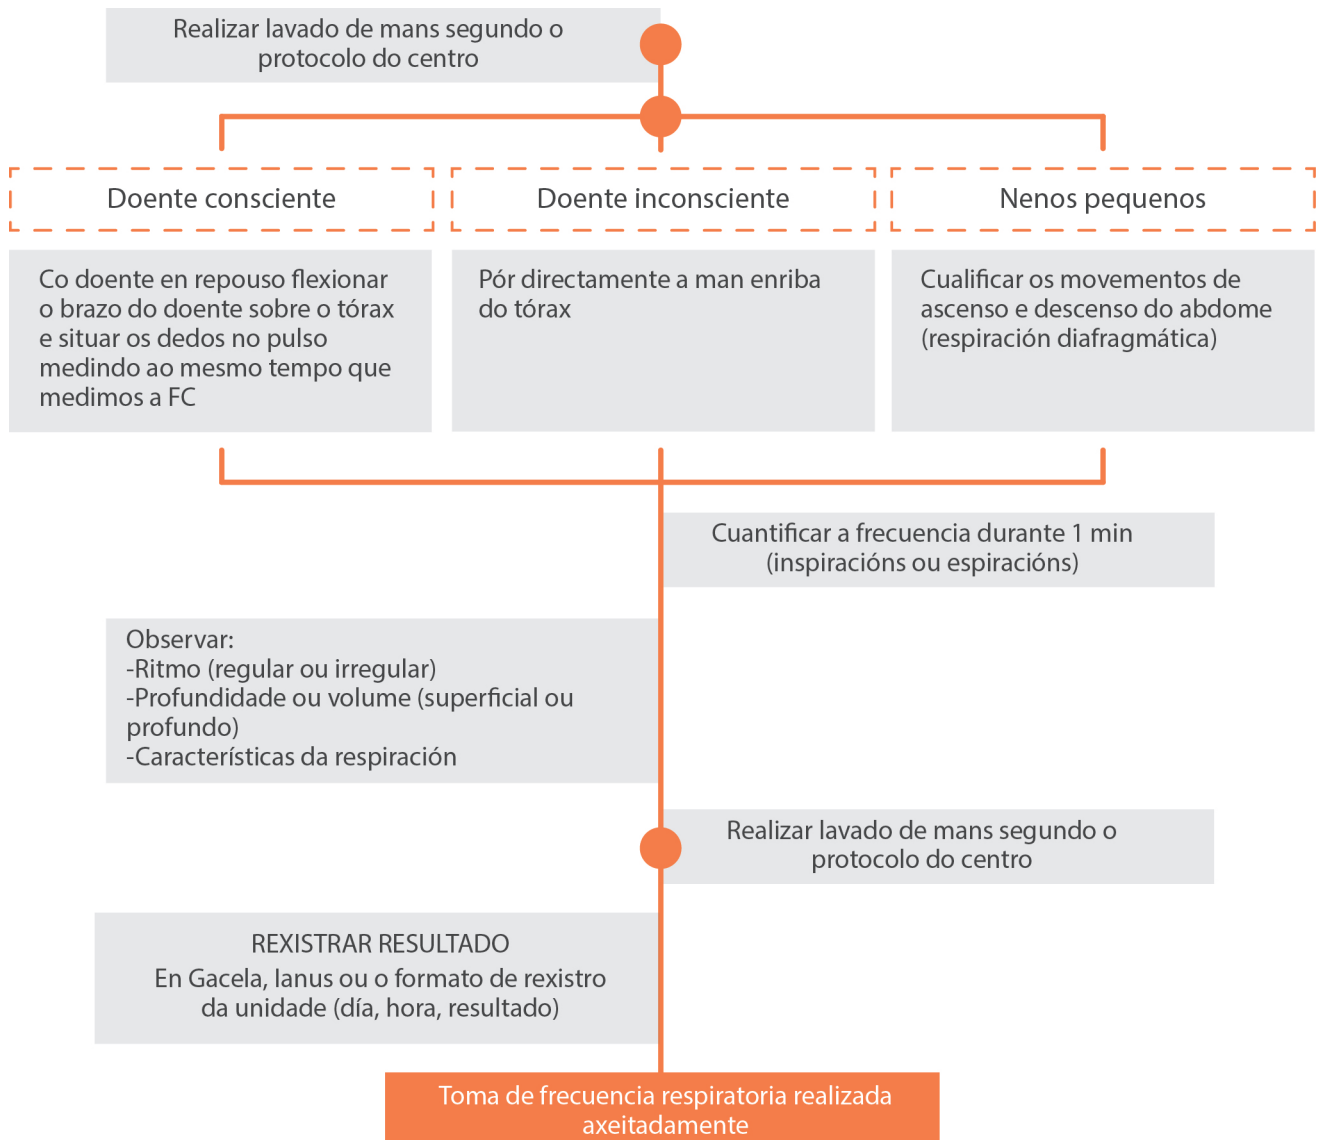 Realizar lavado de mans segundo o
protocolo do centro
Doente consciente
Doente inconsciente
Nenos pequenos
Co doente en repouso flexionar
o brazo do doente sobre o tórax
e situar os dedos no pulso
medindo ao mesmo tempo que
medimos a FC
Pór directamente a man enriba
do tórax
Cualificar os movementos de
ascenso e descenso do abdome
(respiración diafragmática)
Cuantificar a frecuencia durante 1 min
(inspiracións ou espiracións)
Observar:
-Ritmo (regular ou irregular)
-Profundidade ou volume (superficial ou
profundo)
-Características da respiración
Realizar lavado de mans segundo o
protocolo do centro
REXISTRAR RESULTADO
En Gacela, Ianus ou o formato de rexistro
da unidade (día, hora, resultado)
Toma de frecuencia respiratoria realizada
axeitadamente